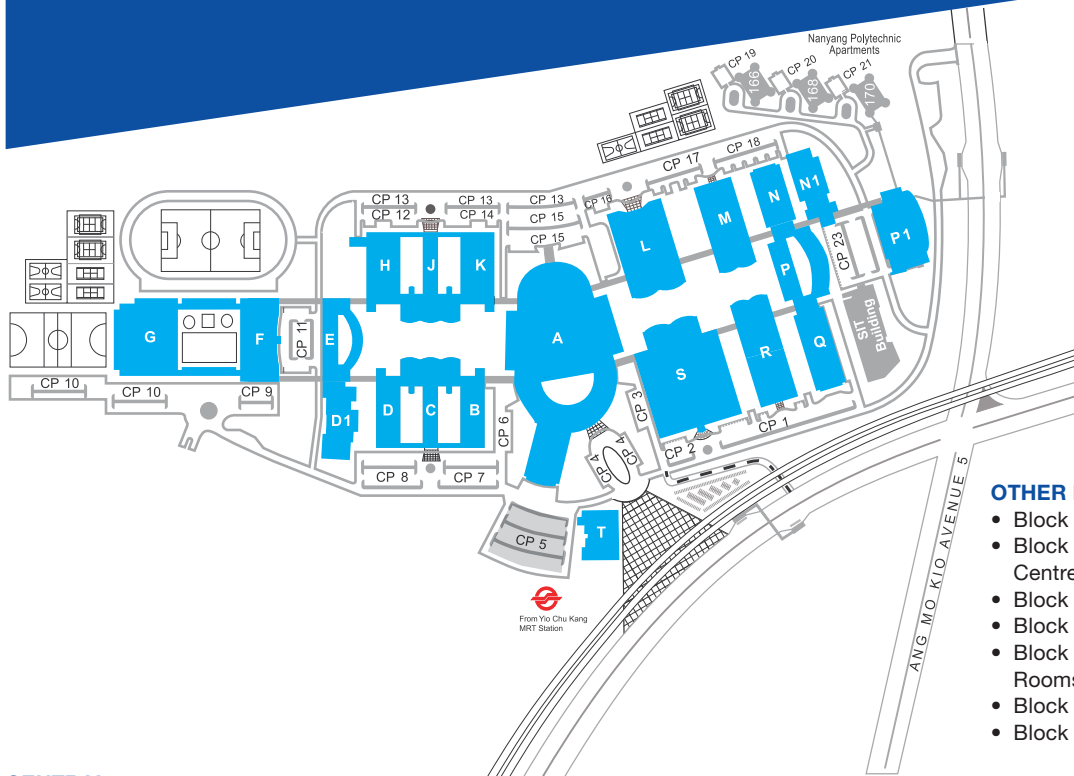 Nanyang Polytechnic
Apartments
CP 19
CP 20
CP 21
166
168
170
CP 18
CP 17
CP 16
CP 13
CP 13
CP 13
CP 12
CP 14
CP 15
CP 15
N1
N
M
L
P1
P
CP 23
H
J
K
A
SIT
Building
G
F
CP 11
E
Q
R
S
CP 10
CP 10
CP 9
D1
D
C
B
CP 6
CP 3
CP 1
CP 2
CP 4
CP 4
CP 8
CP 7
CP 5
T
From Yio Chu Kang
MRT Station
ANG MO KIO AVENUE 5
OTHER
• Block
• Block
Centre
• Block
• Block
• Block
Rooms
• Block
• Block